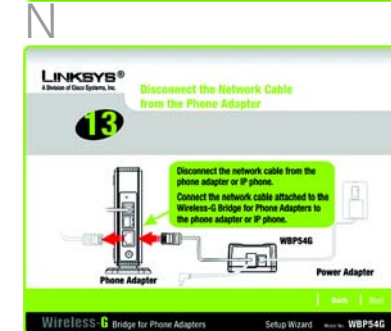 N
LINKSYS®
A Division of Cisco Systems, Inc.
Disconnect the Network Cable
from the Phone Adapter
13
Disconnect the network cable from the
phone adapter or IP phone.
Connect the network cable attached to the
Wireless-G Bridge for Phone Adapters to
the phone adapter or IP phone.
WBP54G
Phone Adapter
Power Adapter
Back
Wireless-G Bridge for Phone Adapters
Setup Wizard
WBP54G